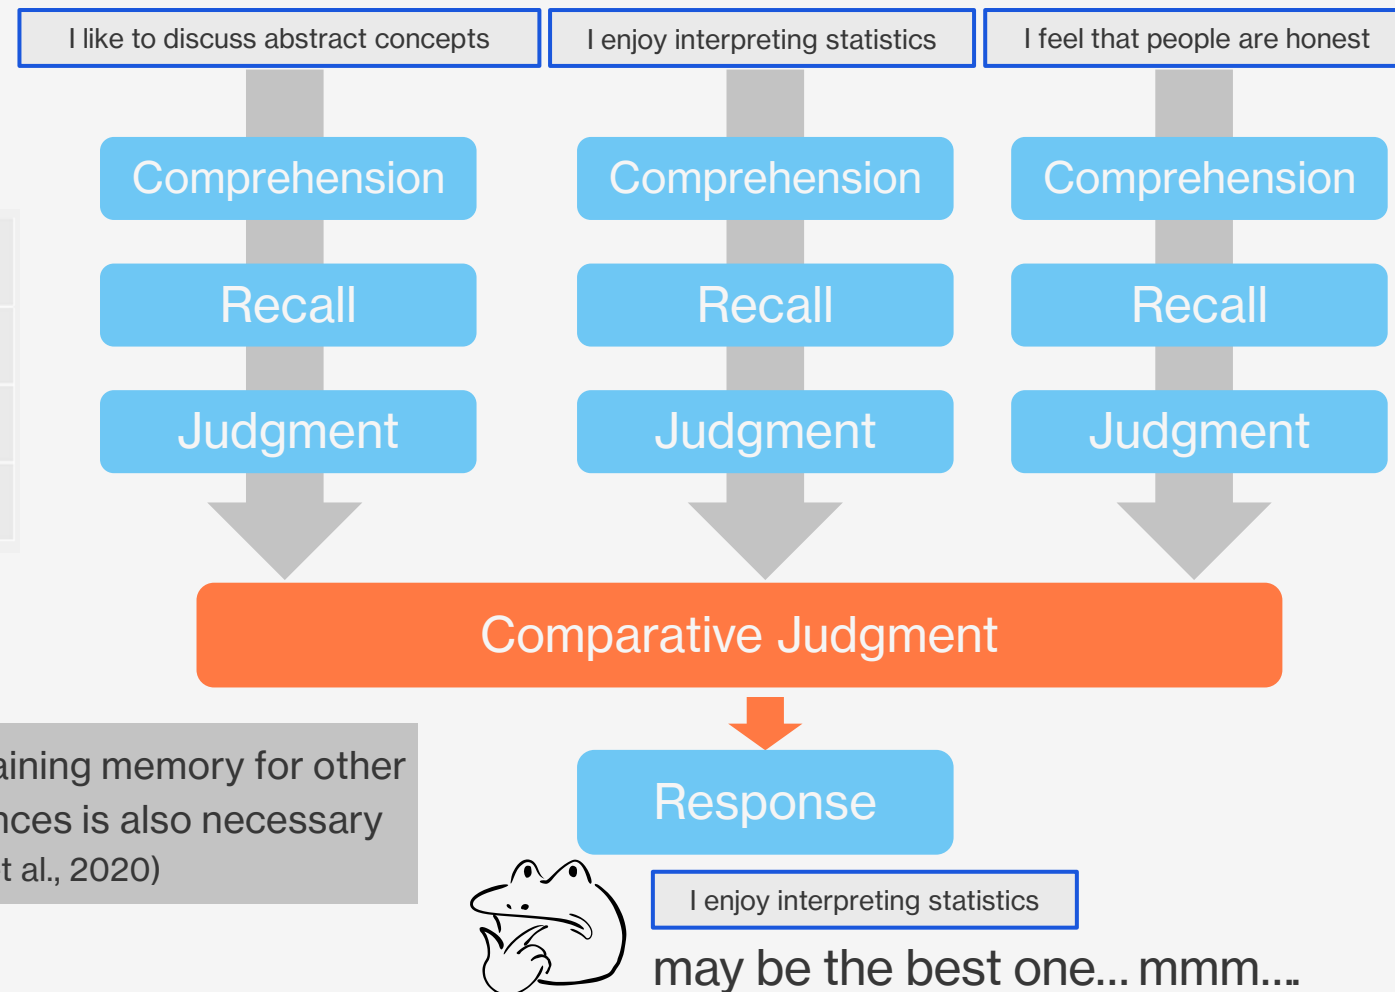 I like to discuss abstract concepts
I enjoy interpreting statistics
I feel that people are honest
Comprehension
Comprehension
Comprehension
Recall
Recall
Recall
Judgment
Judgment
Judgment
Comparative Judgment
aining memory for other
nces is also necessary
t al., 2020)
Response
I enjoy interpreting statistics
may be the best one... mmm....